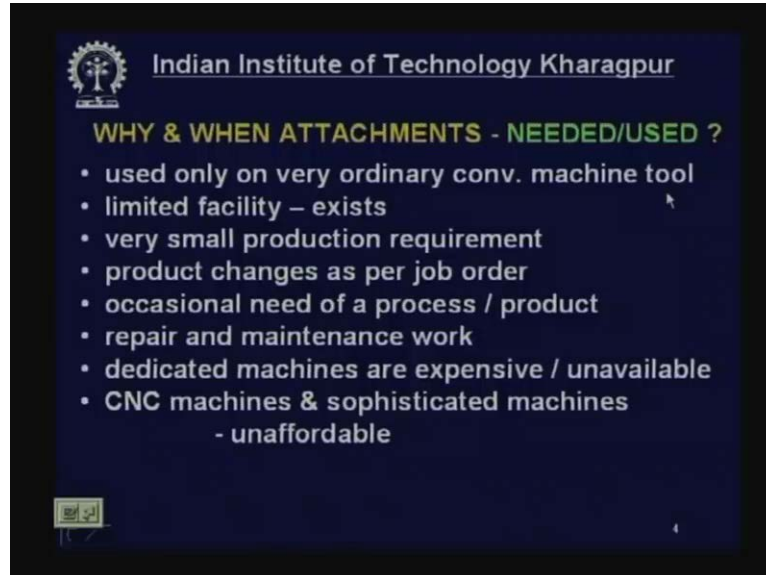 Indian Institute of Technology Kharagpur
WHY & WHEN ATTACHMENTS - NEEDED/USED ?
• used only on very ordinary conv. machine tool
• limited facility – exists
• very small production requirement
• product changes as per job order
• occasional need of a process / product
• repair and maintenance work
• dedicated machines are expensive / unavailable
• CNC machines & sophisticated machines
- unaffordable
4